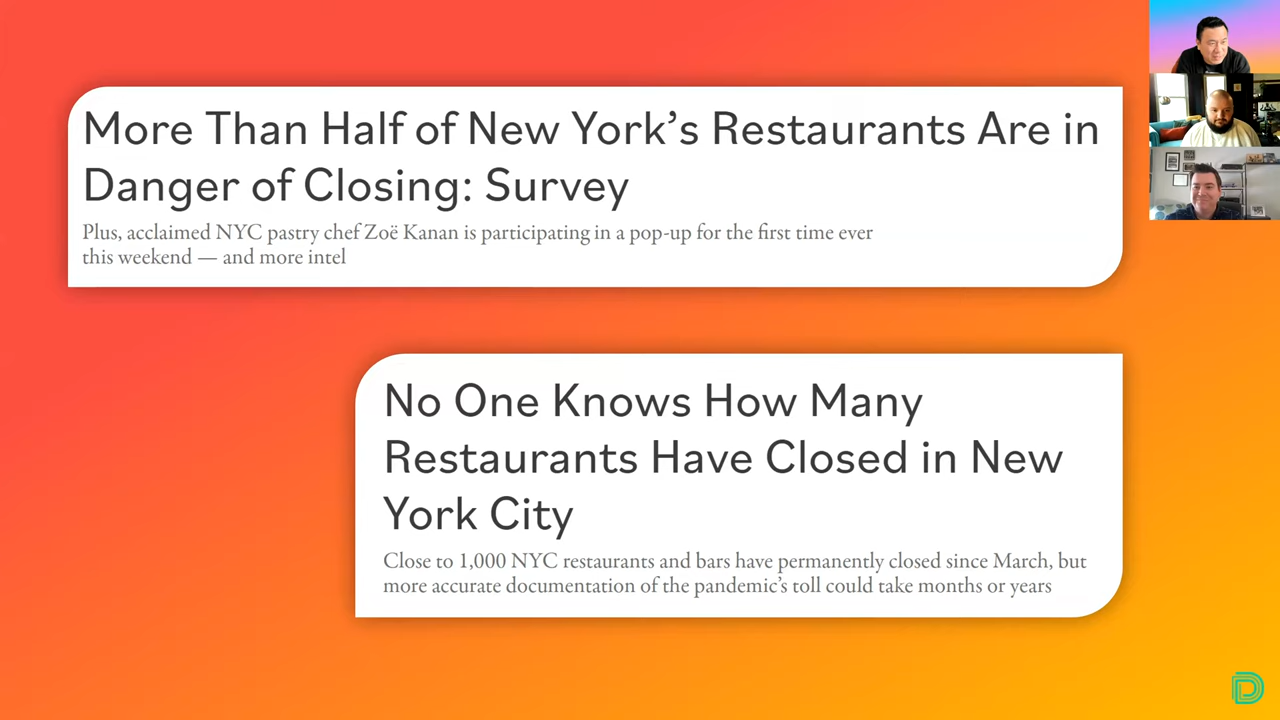 More Than Half of New York’s Restaurants Are in
Danger of Closing: Survey
Plus, acclaimed NYC pastry chef Zoë Kanan is participating in a pop-up for the first time ever
this weekend — and more intel
No One Knows How Many
Restaurants Have Closed in New
York City
Close to 1,000 NYC restaurants and bars have permanently closed since March, but
more accurate documentation of the pandemic’s toll could take months or years